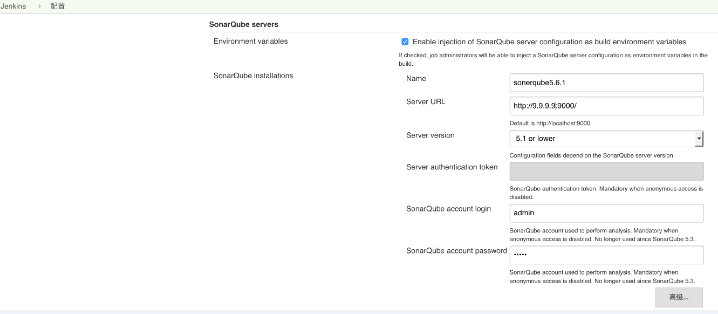 Jenkins › 配置
SonarQube servers
Environment variables
Enable injection of SonarQube server configuration as build environment variables
If checked, job administrators will be able to inject a SonarQube server configuration as environment variables in the
build.
SonarQube installations
Name
sonerqube5.6.1
Server URL
http://9.9.9.9:9000/
Default is http://localhost:9000
Server version
5.1 or lower
Configuration fields depend on the SonarQube server version.
Server authentication token
SonarQube authentication token. Mandatory when anonymous access is
disabled.
SonarQube account login
admin
SonarQube account used to perform analysis. Mandatory when
anonymous access is disabled. No longer used since SonarQube 5.3.
SonarQube account password
•••••
SonarQube account used to perform analysis. Mandatory when
anonymous access is disabled. No longer used since SonarQube 5.3.
高级...